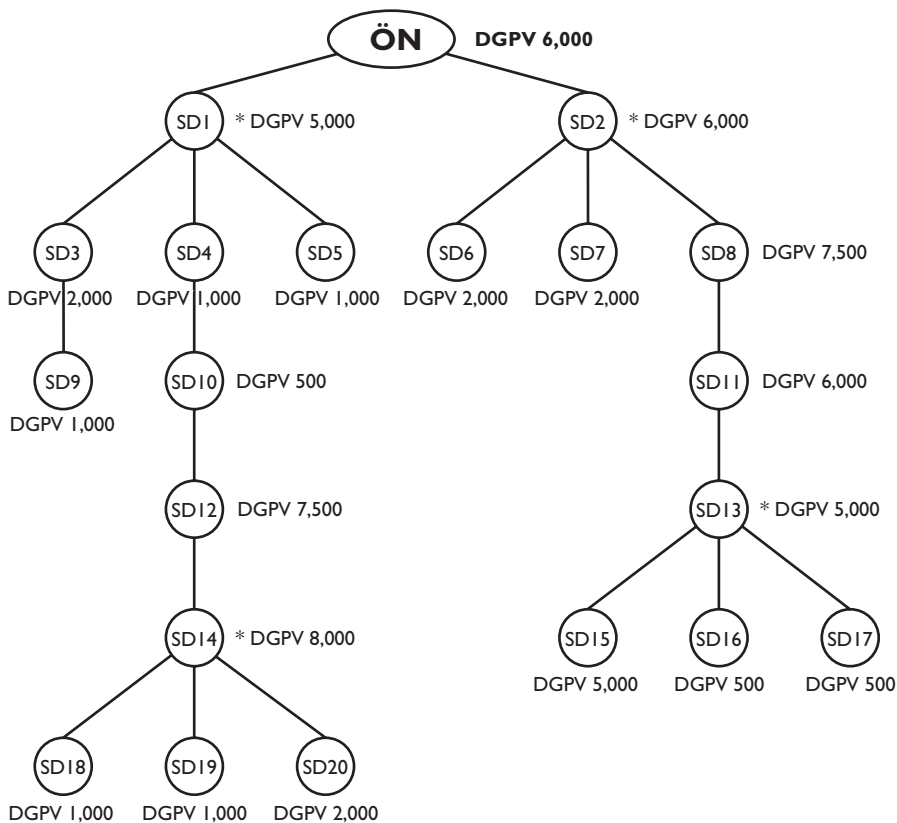 ÖN DGPV 6,000
SD1 * DGPV 5,000 SD2 * DGPV 6,000
SD3 SD4 SD5 SD6 SD7 SD8 DGPV 7,500
DGPV 2,000 DGPV 1,000 DGPV 1,000 DGPV 2,000 DGPV 2,000
SD9 SD10 DGPV 500 SD11 DGPV 6,000
DGPV 1,000
SD12 DGPV 7,500 SD13 * DGPV 5,000
SD14 * DGPV 8,000 SD15 SD16 SD17
DGPV 5,000 DGPV 500 DGPV 500
SD18 SD19 SD20
DGPV 1,000 DGPV 1,000 DGPV 2,000